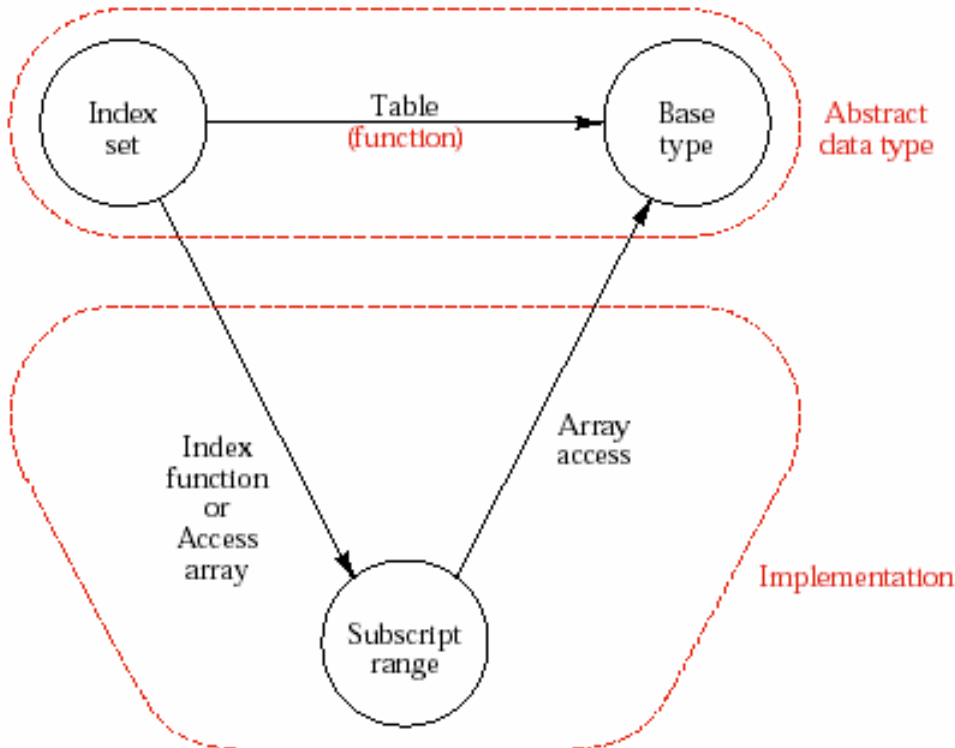 Index
set
Table
(function)
Base
type
Abstract
data type
Index
function
or
Access
array
Array
access
Subscript
range
Implementation